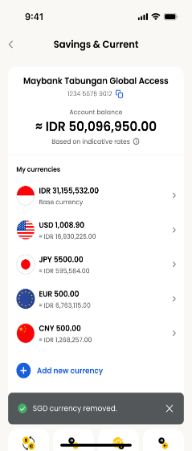 9:41
Savings & Current
Maybank Tabungan Global Access
1234 5678 9012
Account balance
≈ IDR 50,096,950.00
Based on indicative rates
My currencies
IDR 31,155,532.00
Base currency
USD 1,008.90
≈ IDR 16,930,225.00
JPY 5500.00
≈ IDR 595,564.00
EUR 500.00
≈ IDR 8,763,115.00
CNY 500.00
≈ IDR 1,268,257.00
Add new currency
SGD currency removed.